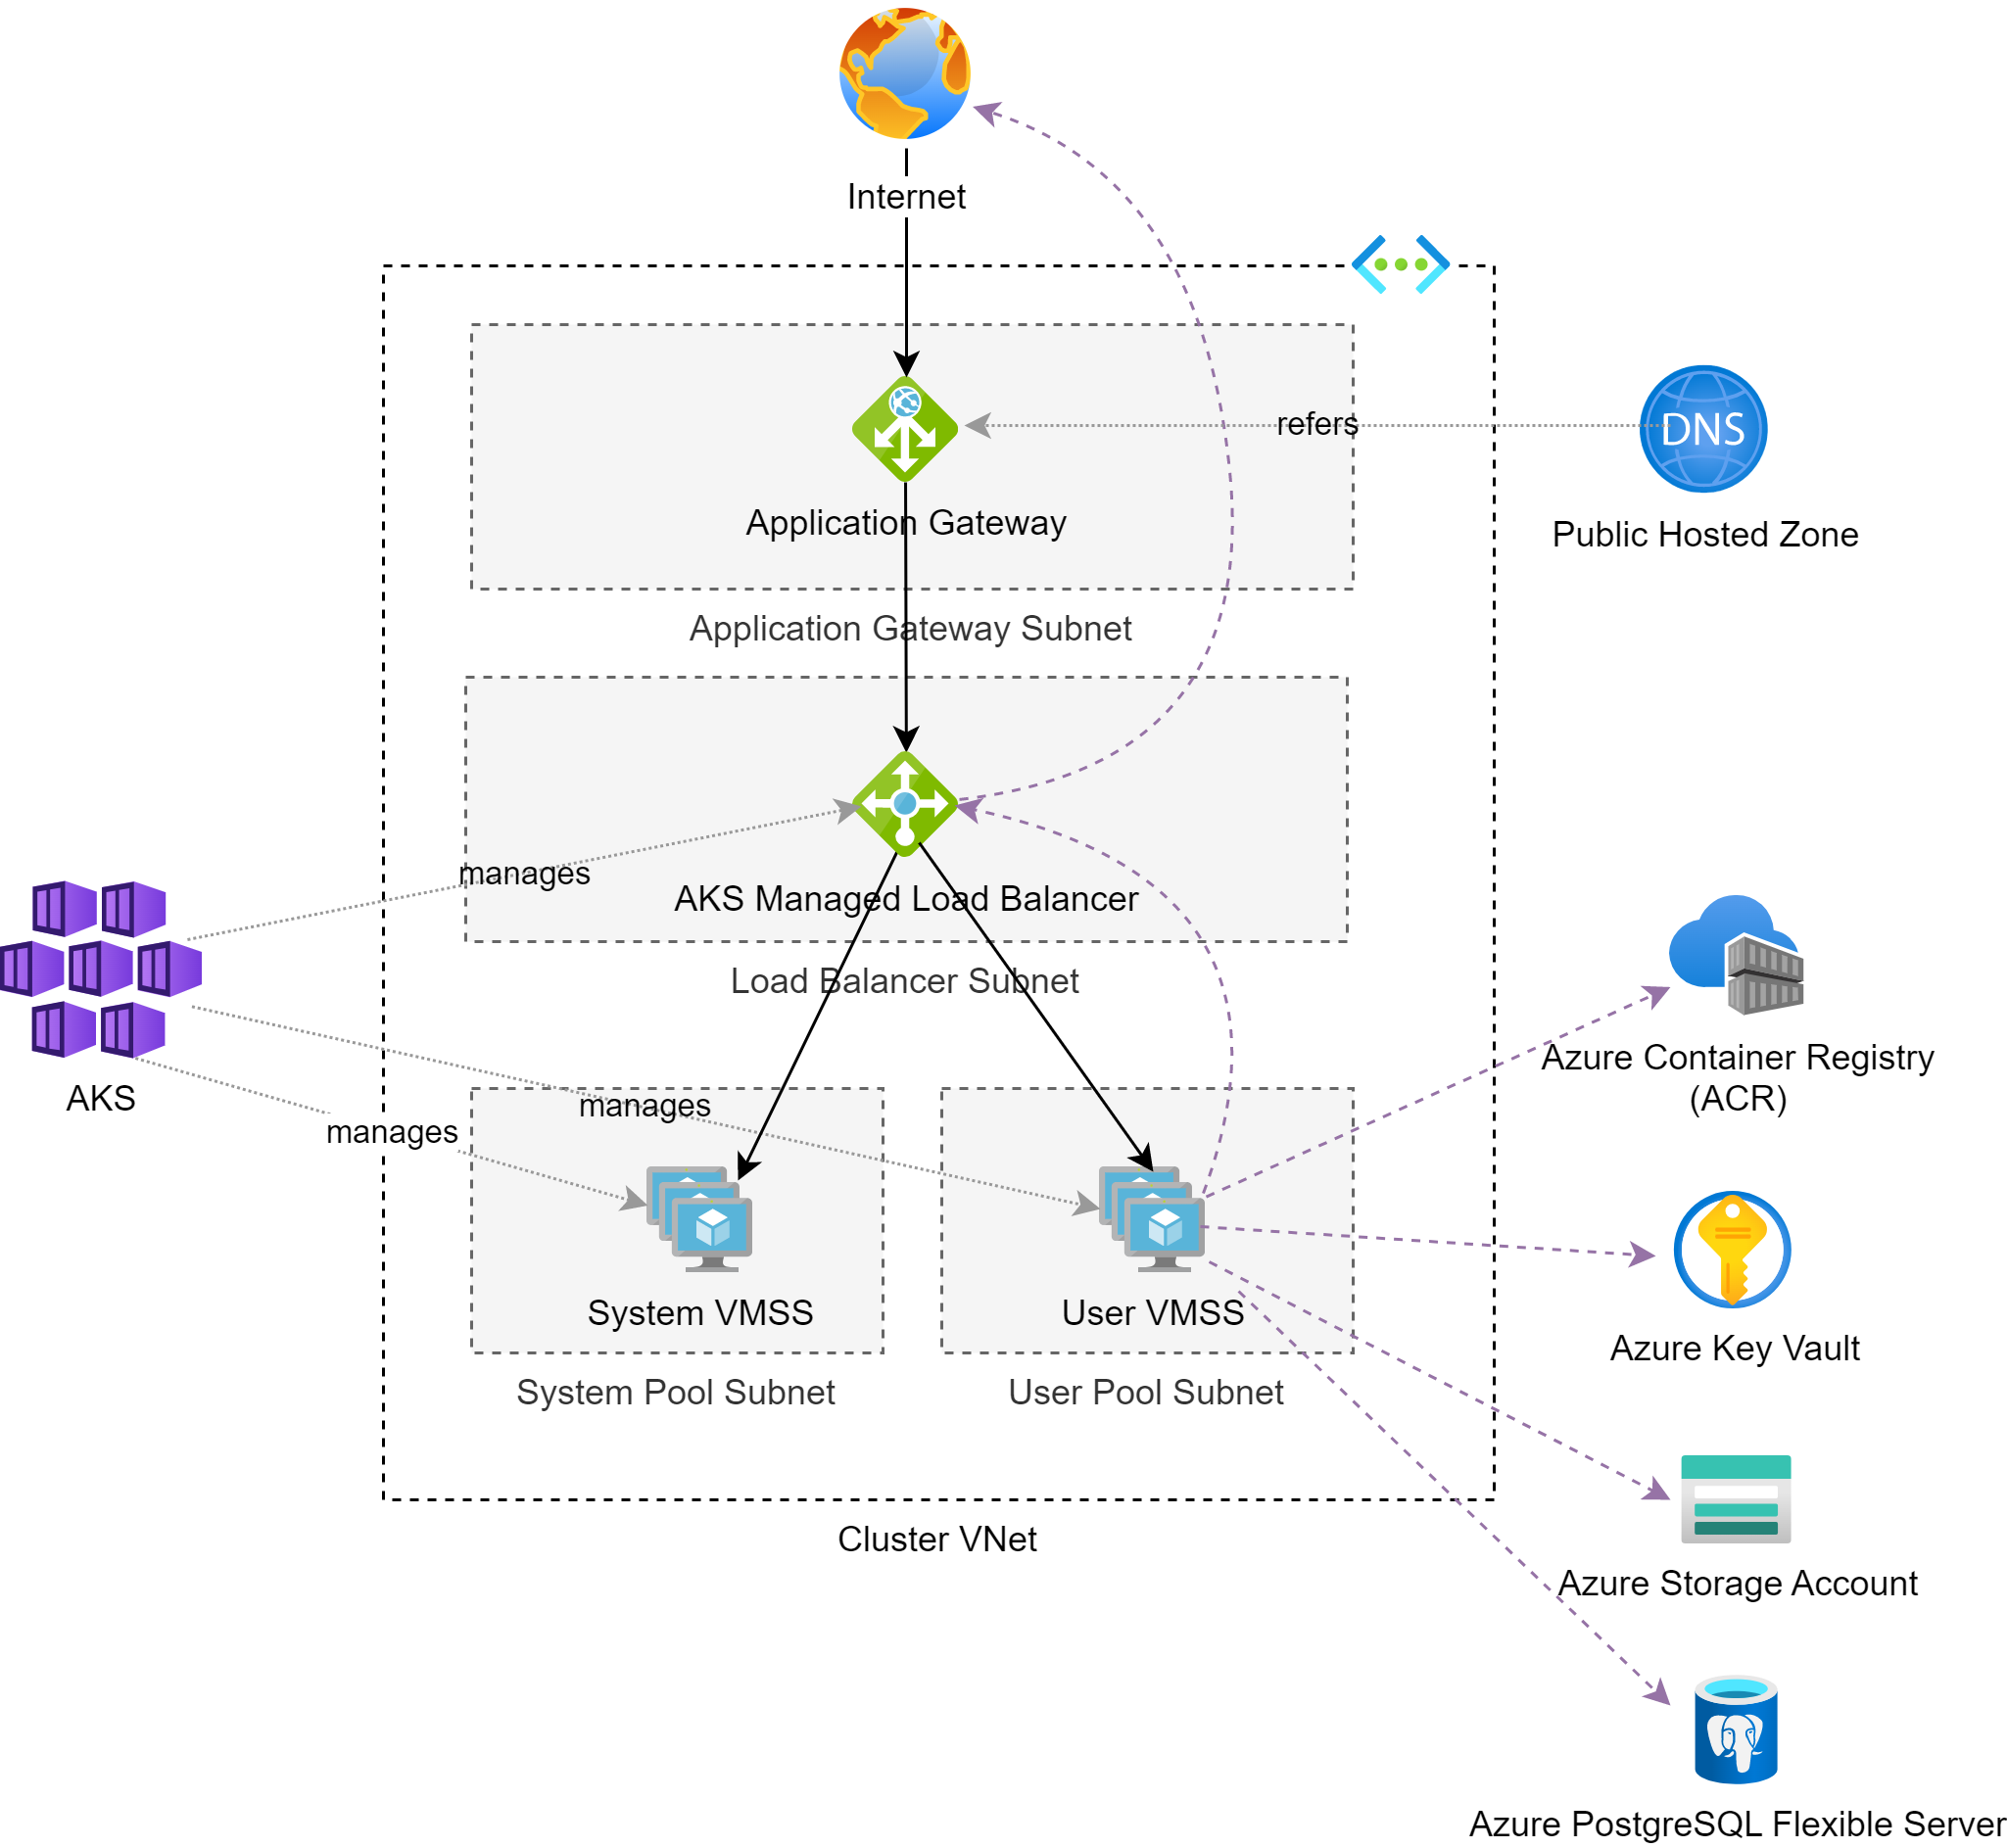 Internet
refers
DNS
Application Gateway
Public Hosted Zone
Application Gateway Subnet
manages
AKS Managed Load Balancer
Load Balancer Subnet
Azure Container Registry
(ACR)
AKS
manages
manages
System VMSS
User VMSS
Azure Key Vault
System Pool Subnet
User Pool Subnet
Cluster VNet
Azure Storage Account
Azure PostgreSQL Flexible Server